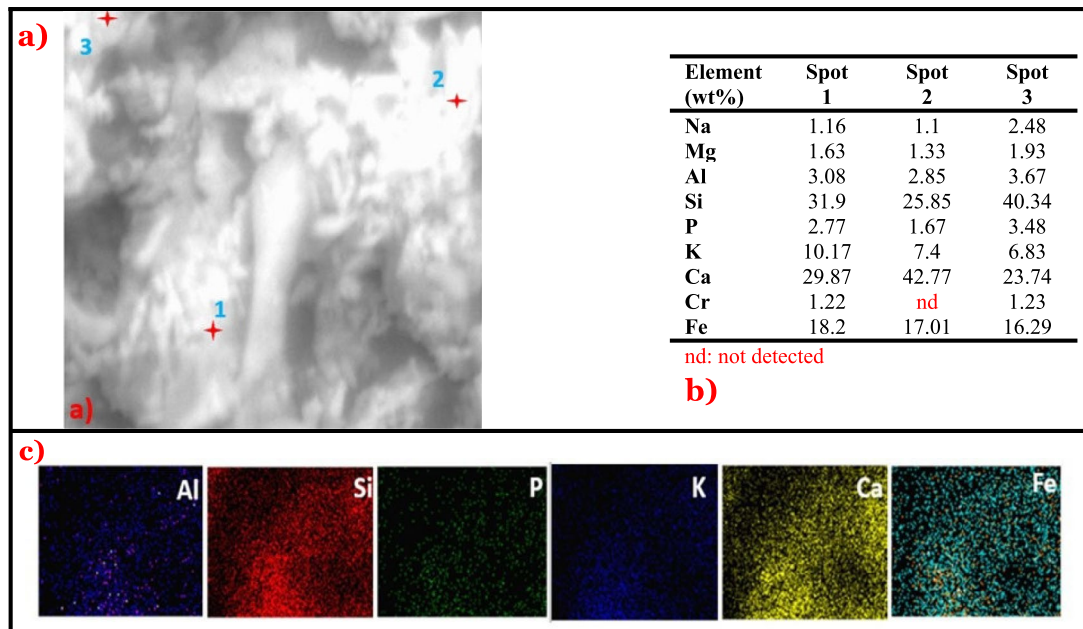 a)
3
2
1
a)
Element Spot Spot Spot
(wt%) 1 2 3
Na 1.16 1.1 2.48
Mg 1.63 1.33 1.93
Al 3.08 2.85 3.67
Si 31.9 25.85 40.34
P 2.77 1.67 3.48
K 10.17 7.4 6.83
Ca 29.87 42.77 23.74
Cr 1.22 nd 1.23
Fe 18.2 17.01 16.29
nd: not detected
b)
c)
Al Si P K Ca Fe